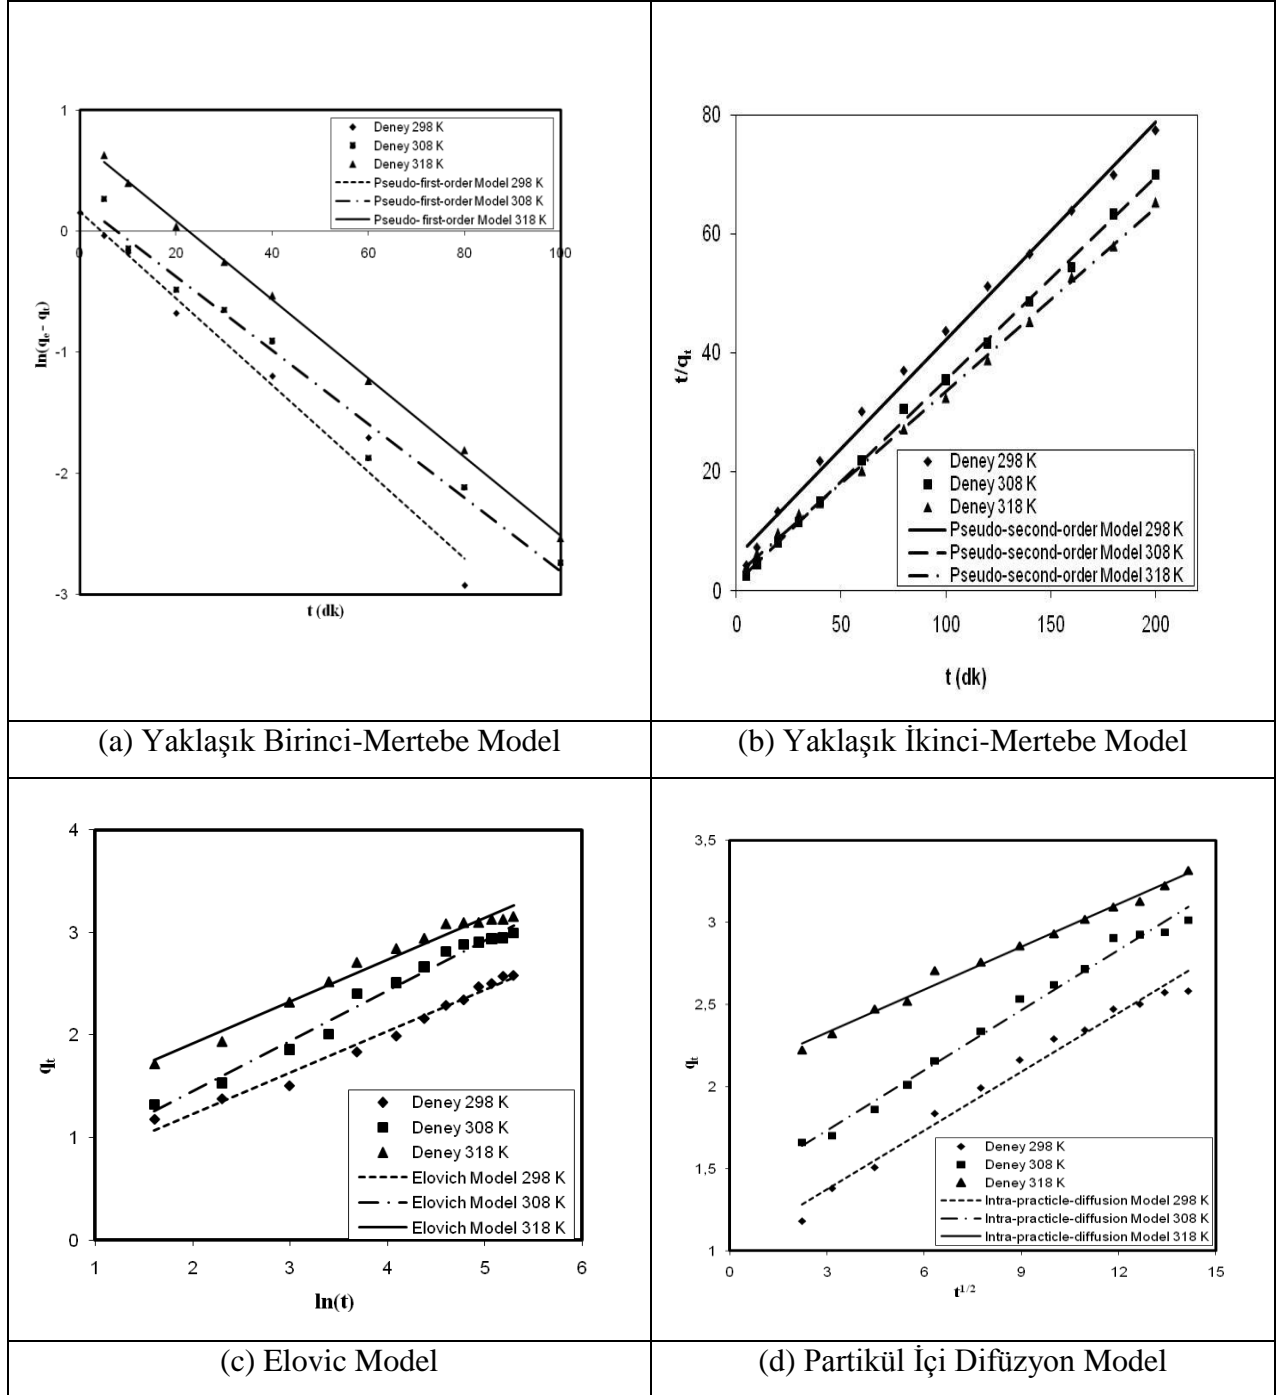 1
0
-1
-2
-3
0
20
40
60
80
100
ln(qₑ - qₜ)
t (dk)
Deney 298 K
Deney 308 K
Deney 318 K
Pseudo-first-order Model 298 K
Pseudo-first-order Model 308 K
Pseudo-first-order Model 318 K
80
60
40
20
0
0
50
100
150
200
t/qₜ
t (dk)
Deney 298 K
Deney 308 K
Deney 318 K
Pseudo-second-order Model 298 K
Pseudo-second-order Model 308 K
Pseudo-second-order Model 318 K
(a) Yaklaşık Birinci-Mertebe Model
(b) Yaklaşık İkinci-Mertebe Model
4
3
2
1
0
1
2
3
4
5
6
qₜ
ln(t)
Deney 298 K
Deney 308 K
Deney 318 K
Elovich Model 298 K
Elovich Model 308 K
Elovich Model 318 K
3,5
3
2,5
2
1,5
1
0
3
6
9
12
15
qₜ
t^1/2
Deney 298 K
Deney 308 K
Deney 318 K
Intra-practicle-diffusion Model 298 K
Intra-practicle-diffusion Model 308 K
Intra-practicle-diffusion Model 318 K
(c) Elovic Model
(d) Partikül İçi Difüzyon Model